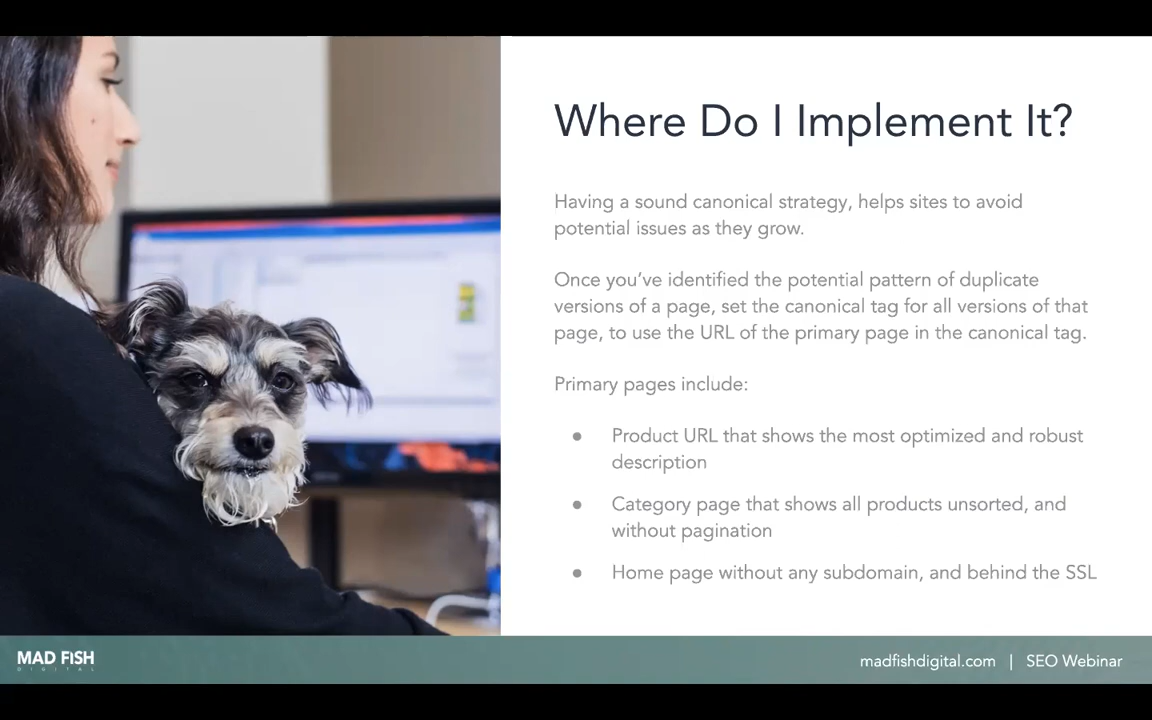 Where Do I Implement It?
Having a sound canonical strategy, helps sites to avoid
potential issues as they grow.
Once you've identified the potential pattern of duplicate
versions of a page, set the canonical tag for all versions of that
page, to use the URL of the primary page in the canonical tag.
Primary pages include:
● Product URL that shows the most optimized and robust
description
● Category page that shows all products unsorted, and
without pagination
● Home page without any subdomain, and behind the SSL
MAD FISH
DIGITAL
madfishdigital.com | SEO Webinar